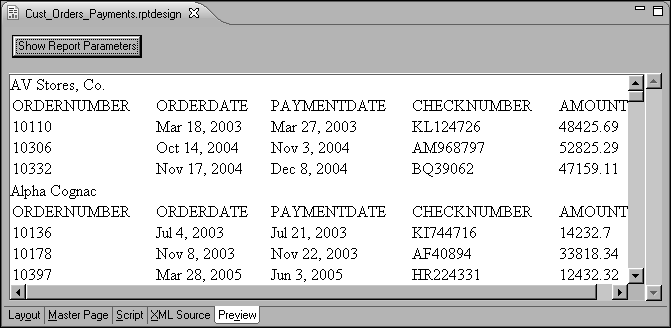 Cust_Orders_Payments.rptdesign
Show Report Parameters
AV Stores, Co.
ORDERNUMBER ORDERDATE PAYMENTDATE CHECKNUMBER AMOUNT
10110 Mar 18, 2003 Mar 27, 2003 KL124726 48425.69
10306 Oct 14, 2004 Nov 3, 2004 AM968797 52825.29
10332 Nov 17, 2004 Dec 8, 2004 BQ39062 47159.11
Alpha Cognac
ORDERNUMBER ORDERDATE PAYMENTDATE CHECKNUMBER AMOUNT
10136 Jul 4, 2003 Jul 21, 2003 KI744716 14232.7
10178 Nov 8, 2003 Nov 22, 2003 AF40894 33818.34
10397 Mar 28, 2005 Jun 3, 2005 HR224331 12432.32
Layout Master Page Script XML Source Preview